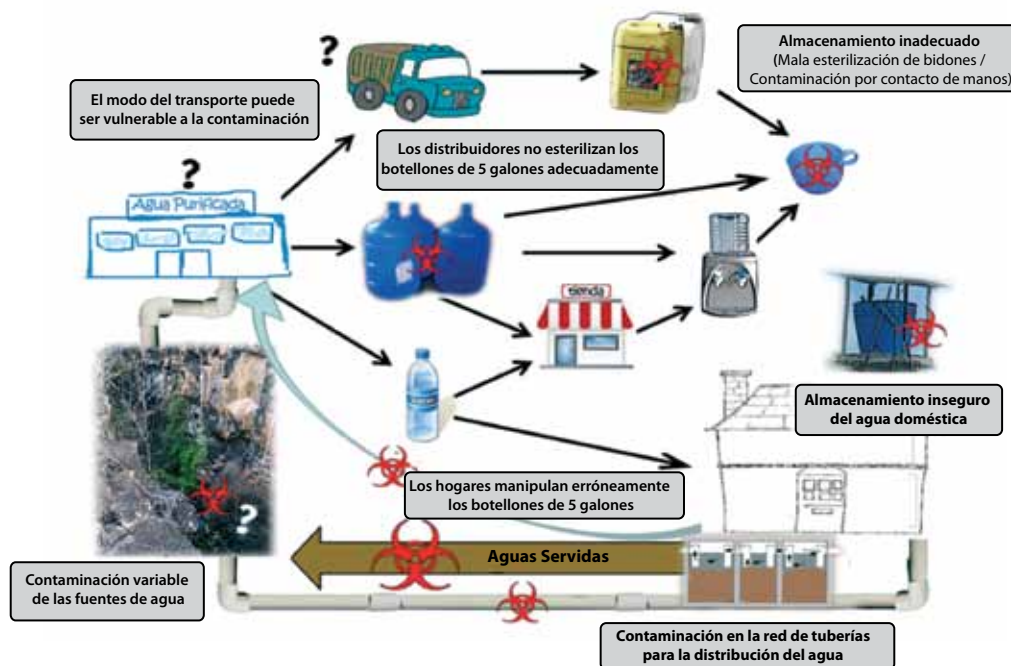 ?
Almacenamiento inadecuado
(Mala esterilización de bidones /
Contaminación por contacto de manos)
El modo del transporte puede
ser vulnerable a la contaminación
Los distribuidores no esterilizan los
botellones de 5 galones adecuadamente
?
Agua Purificada
tienda
Almacenamiento inseguro
del agua doméstica
Los hogares manipulan erróneamente
los botellones de 5 galones
?
Aguas Servidas
Contaminación variable
de las fuentes de agua
Contaminación en la red de tuberías
para la distribución del agua